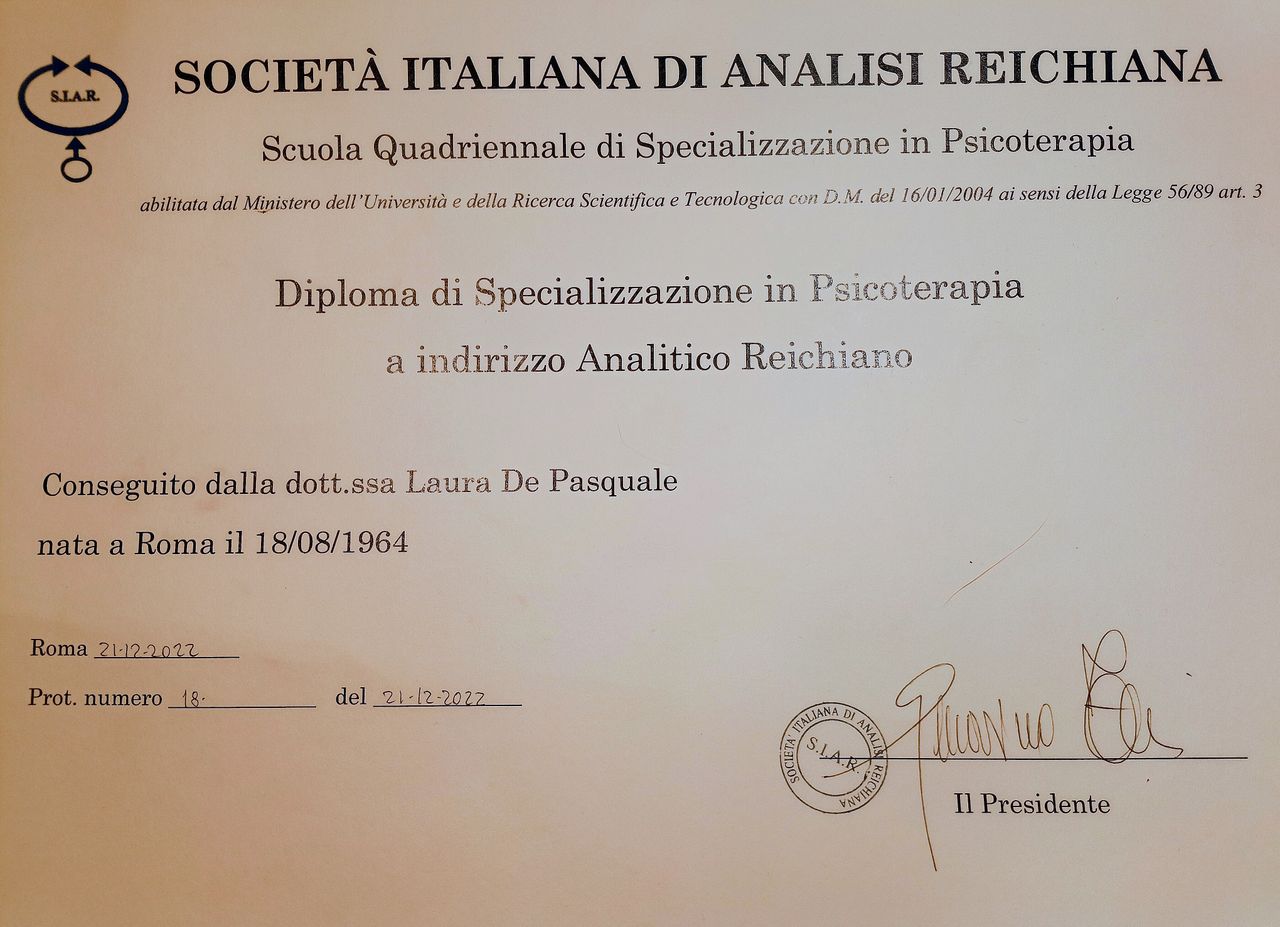 S.I.A.R.
SOCIETÀ ITALIANA DI ANALISI REICHIANA
Scuola Quadriennale di Specializzazione in Psicoterapia
abilitata dal Ministero dell'Università e della Ricerca Scientifica e Tecnologica con D.M. del 16/01/2004 ai sensi della Legge 56/89 art. 3
Diploma di Specializzazione in Psicoterapia
a indirizzo Analitico Reichiano
Conseguito dalla dott.ssa Laura De Pasquale
nata a Roma il 18/08/1964
Roma 21-12-2022
Prot. numero 18- del 21-12-2022
SOCIETA' ITALIANA DI ANALISI REICHIANA
S.I.A.R.
Il Presidente